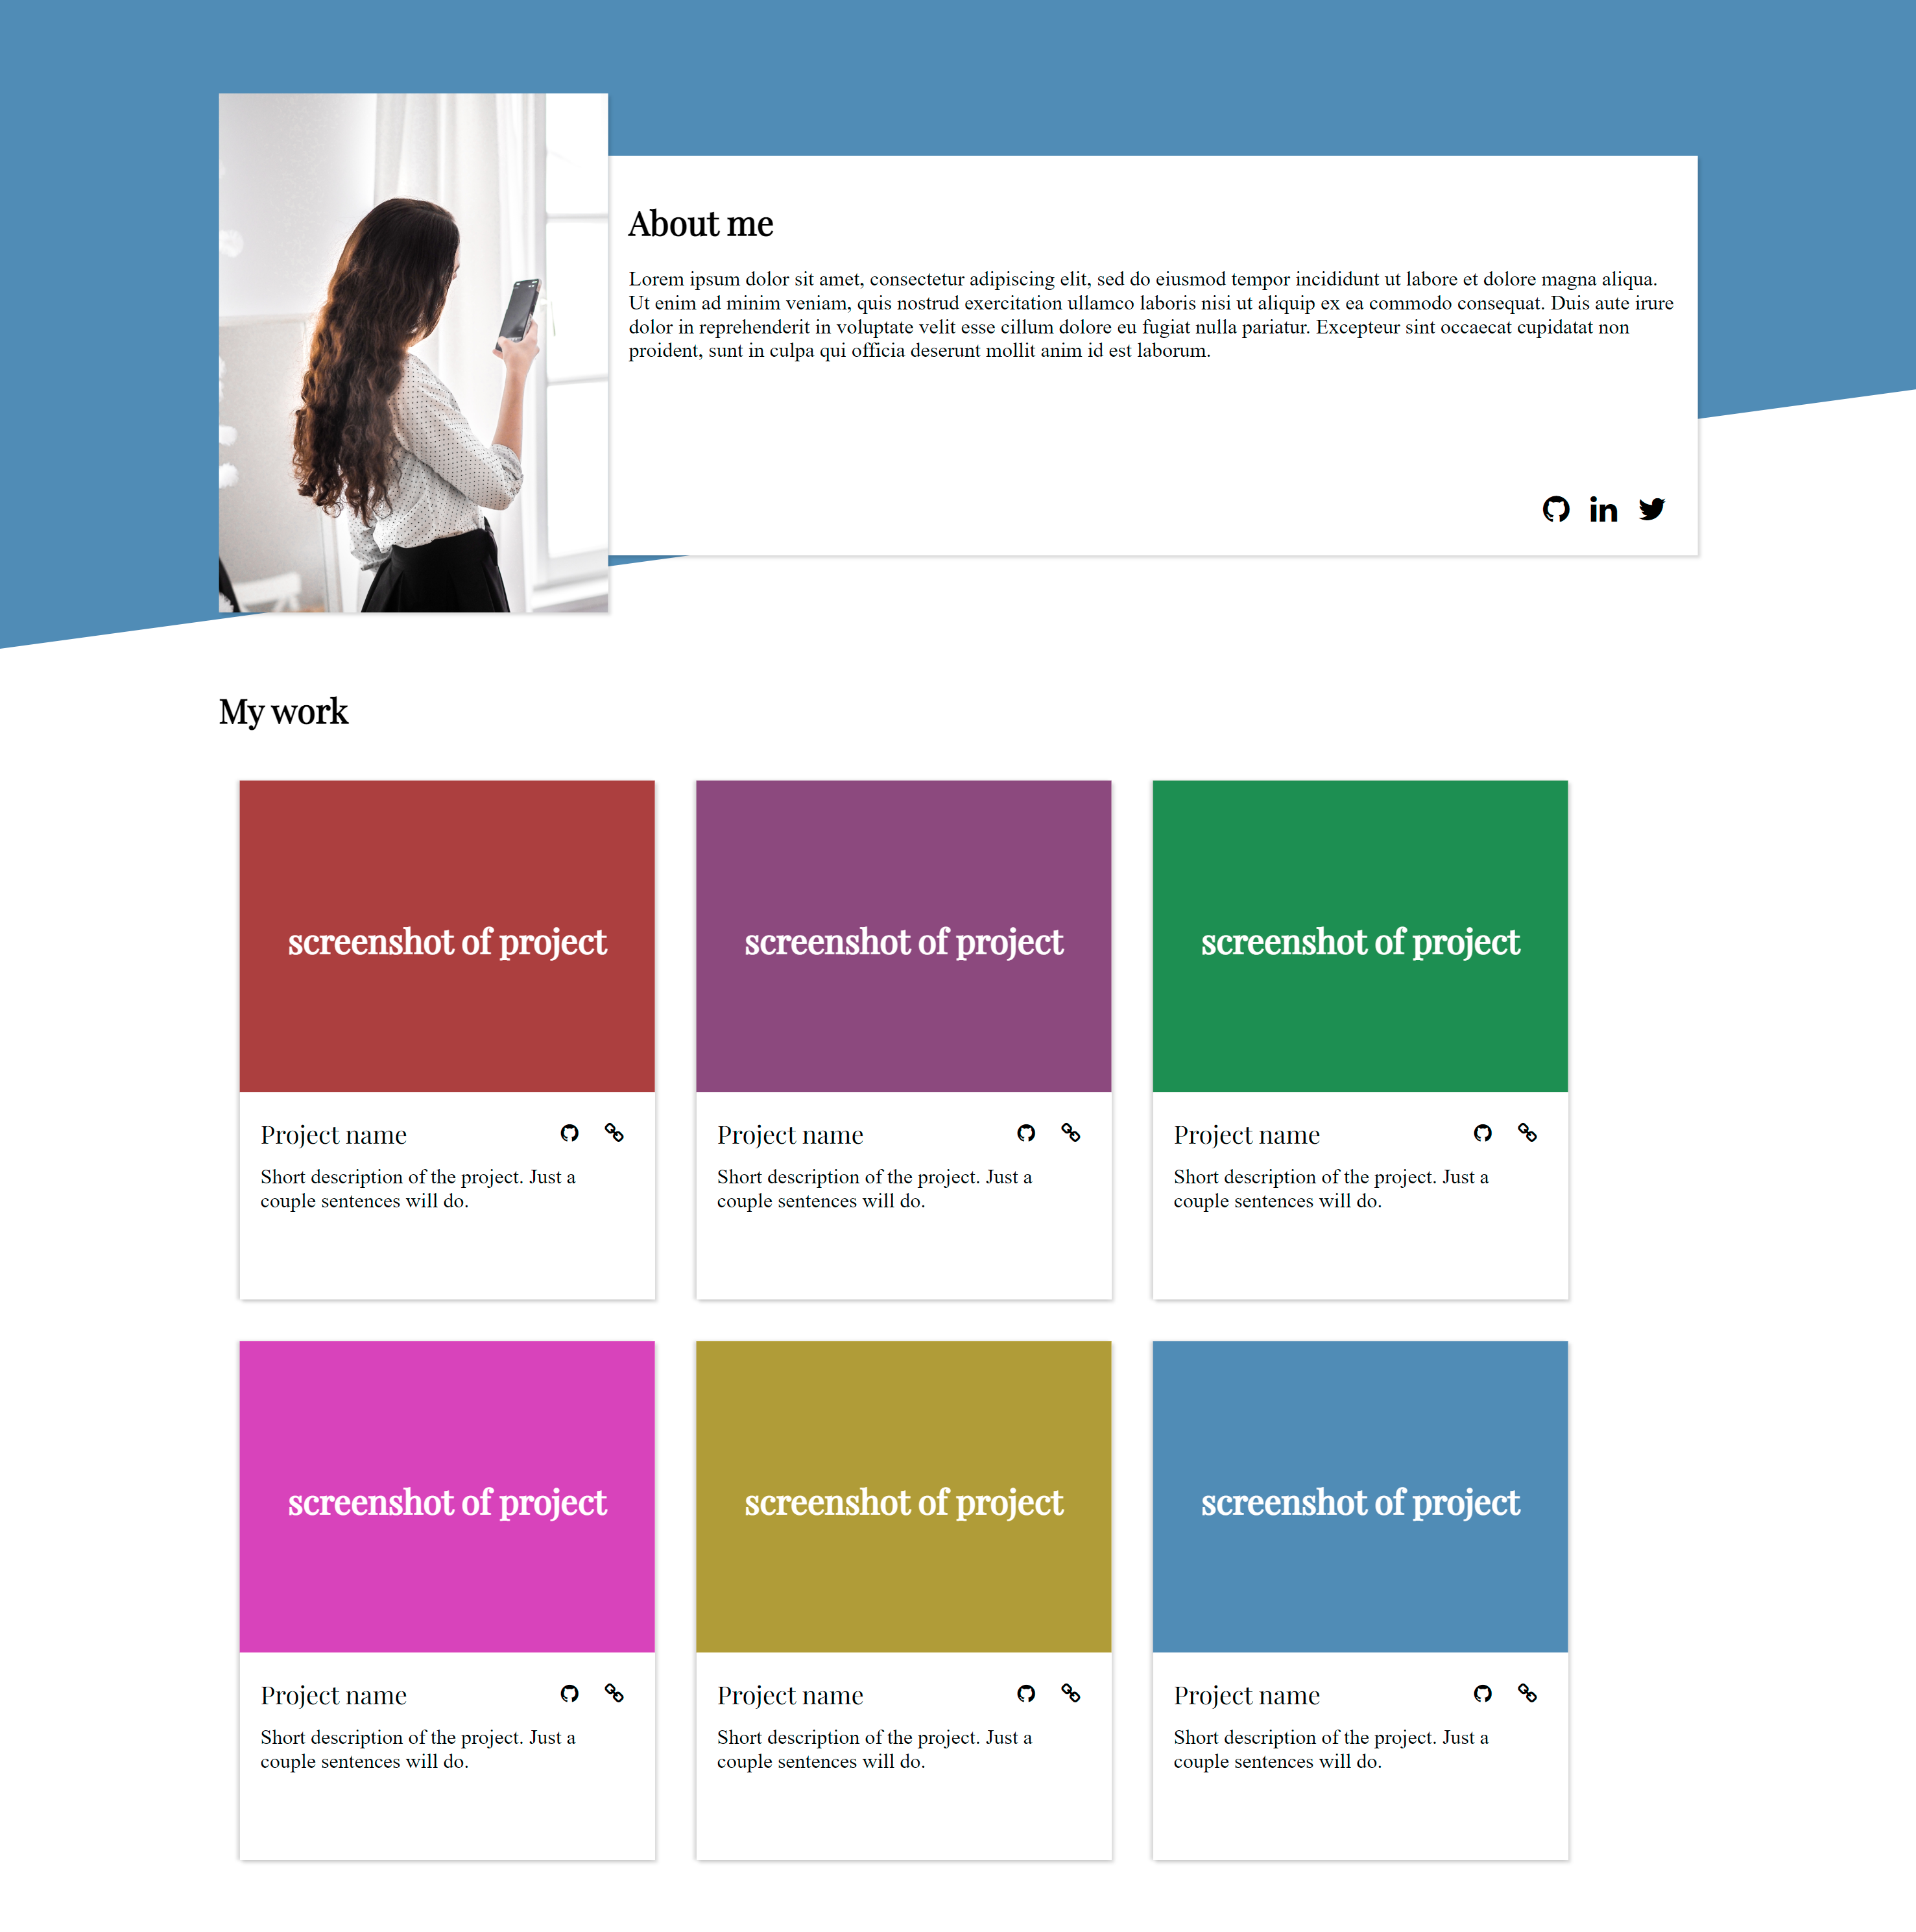 About me
Lorem ipsum dolor sit amet, consectetur adipiscing elit, sed do eiusmod tempor incididunt ut labore et dolore magna aliqua.
Ut enim ad minim veniam, quis nostrud exercitation ullamco laboris nisi ut aliquip ex ea commodo consequat. Duis aute irure
dolor in reprehenderit in voluptate velit esse cillum dolore eu fugiat nulla pariatur. Excepteur sint occaecat cupidatat non
proident, sunt in culpa qui officia deserunt mollit anim id est laborum.
in
My work
screenshot of project
Project name
Short description of the project. Just a
couple sentences will do.
screenshot of project
Project name
Short description of the project. Just a
couple sentences will do.
screenshot of project
Project name
Short description of the project. Just a
couple sentences will do.
screenshot of project
Project name
Short description of the project. Just a
couple sentences will do.
screenshot of project
Project name
Short description of the project. Just a
couple sentences will do.
screenshot of project
Project name
Short description of the project. Just a
couple sentences will do.